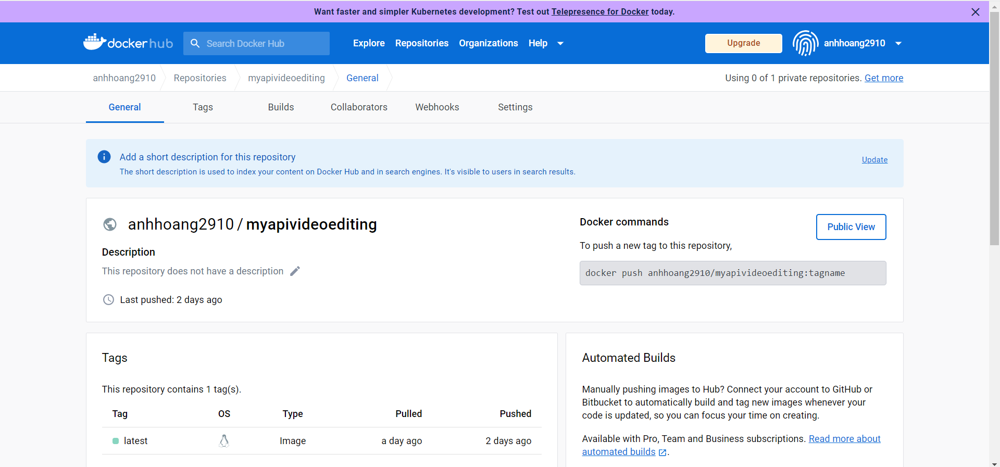 Want faster and simpler Kubernetes development? Test out Telepresence for Docker today.
docker hub
Search Docker Hub
Explore Repositories Organizations Help
Upgrade
anhhoang2910
anhhoang2910 Repositories myapivideoediting General
Using 0 of 1 private repositories. Get more
General Tags Builds Collaborators Webhooks Settings
Add a short description for this repository
The short description is used to index your content on Docker Hub and in search engines. It's visible to users in search results.
Update
anhhoang2910 / myapivideoediting
Description
This repository does not have a description
Last pushed: 2 days ago
Docker commands
Public View
To push a new tag to this repository,
docker push anhhoang2910/myapivideoediting:tagname
Tags
This repository contains 1 tag(s).
Tag OS Type Pulled Pushed
latest Image a day ago 2 days ago
Automated Builds
Manually pushing images to Hub? Connect your account to GitHub or
Bitbucket to automatically build and tag new images whenever your
code is updated, so you can focus your time on creating.
Available with Pro, Team and Business subscriptions. Read more about
automated builds.